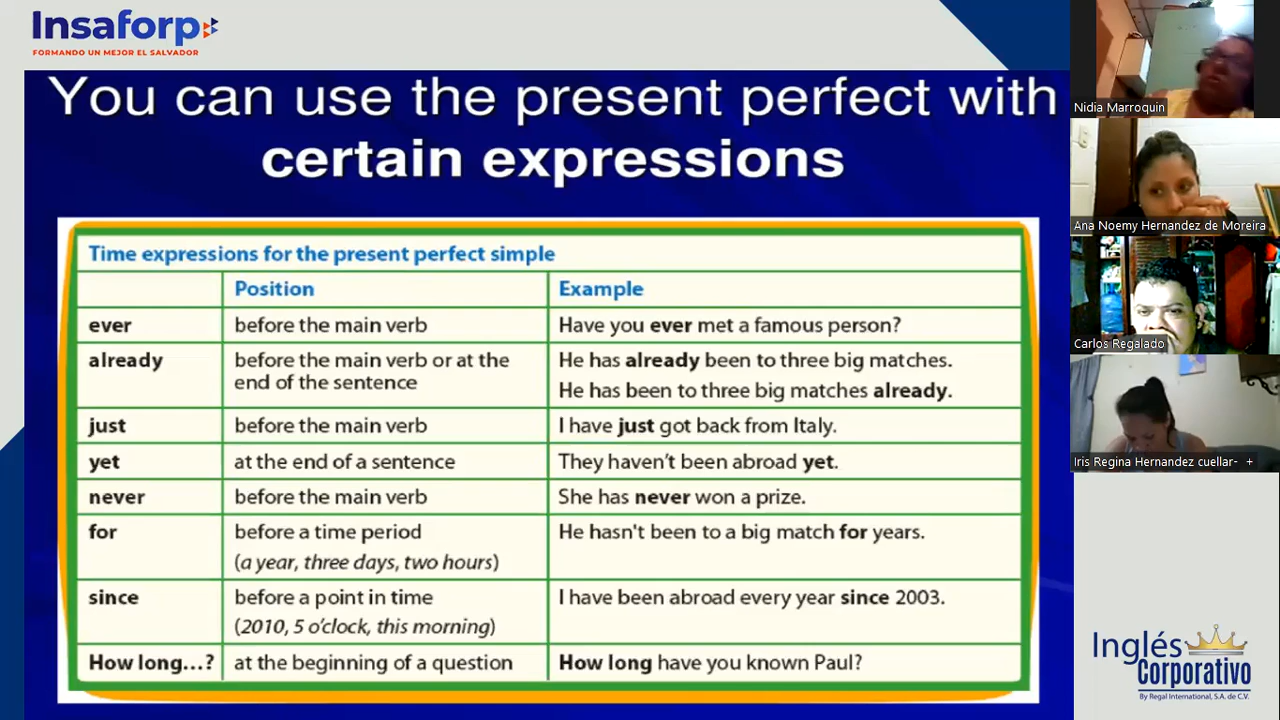 Insaforp
FORMANDO UN MEJOR EL SALVADOR
You can use the present perfect with
certain expressions
Time expressions for the present perfect simple
Position Example
ever before the main verb Have you ever met a famous person?
already before the main verb or at the He has already been to three big matches.
end of the sentence He has been to three big matches already.
just before the main verb I have just got back from Italy.
yet at the end of a sentence They haven't been abroad yet.
never before the main verb She has never won a prize.
for before a time period He hasn't been to a big match for years.
(a year, three days, two hours)
since before a point in time I have been abroad every year since 2003.
(2010, 5 o'clock, this morning)
How long...? at the beginning of a question How long have you known Paul?
Nidia Marroquin
Ana Noemy Hernandez de Moreira
Carlos Regalado
Iris Regina Hernandez cuellar- +
Inglés
Corporativo
By Regal International, S.A. de C.V.